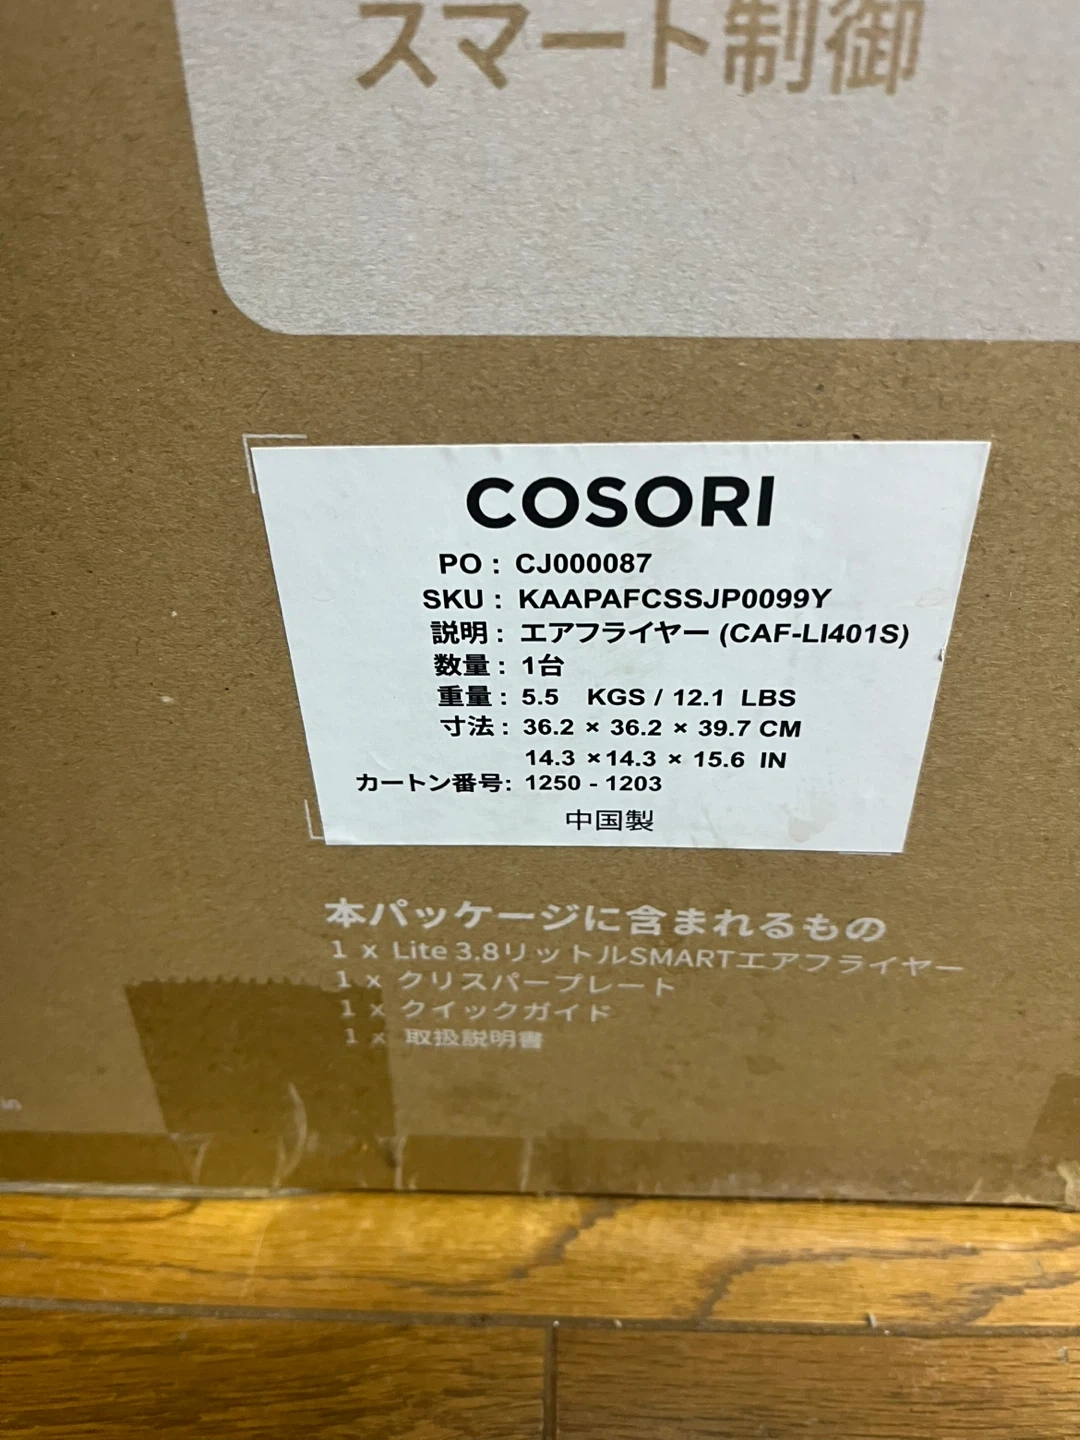 スマート制御
COSORI
PO : CJ000087
SKU : KAAPAFCSSJP0099Y
説明 : エアフライヤー (CAF-LI401S)
数量 : 1台
重量 : 5.5 KGS / 12.1 LBS
寸法 : 36.2 × 36.2 × 39.7 CM
14.3 ×14.3 × 15.6 IN
カートン番号: 1250 - 1203
中国製
本パッケージに含まれるもの
1 x Lite 3.8リットルSMARTエアフライヤー
1 x クリスパープレート
1 x クイックガイド
1 x 取扱説明書